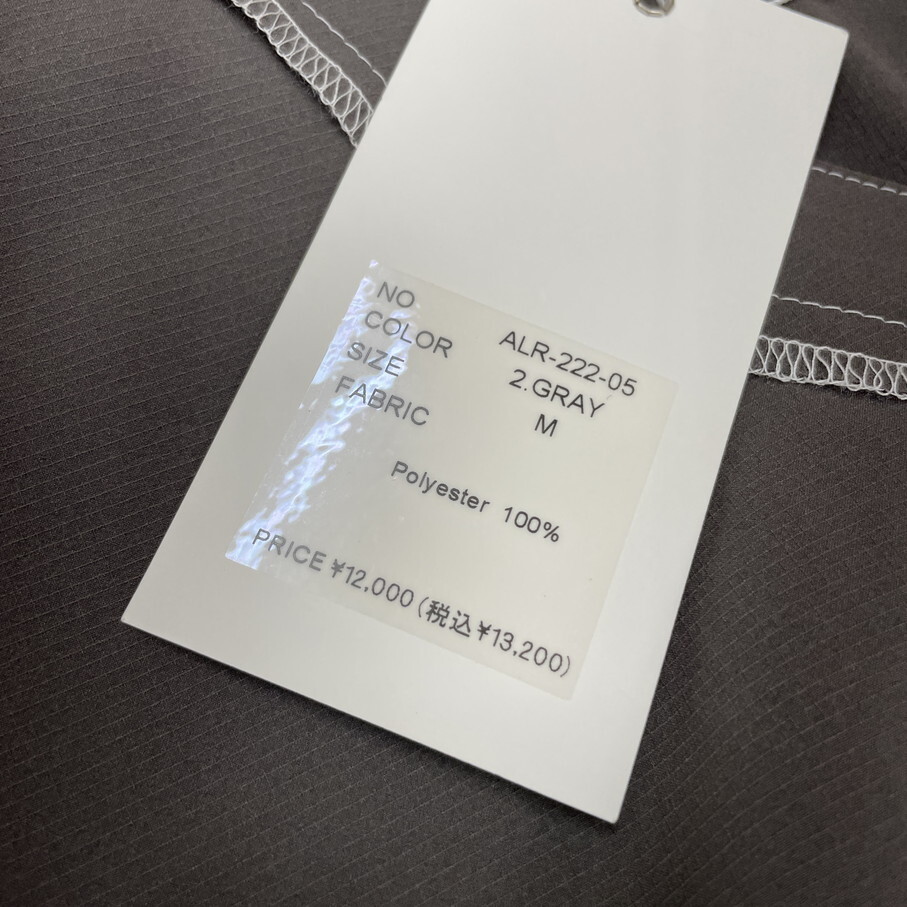 NO ALR-222-05
COLOR 2.GRAY
SIZE M
FABRIC
Polyester 100%
PRICE ¥12,000 (税込 ¥13,200)